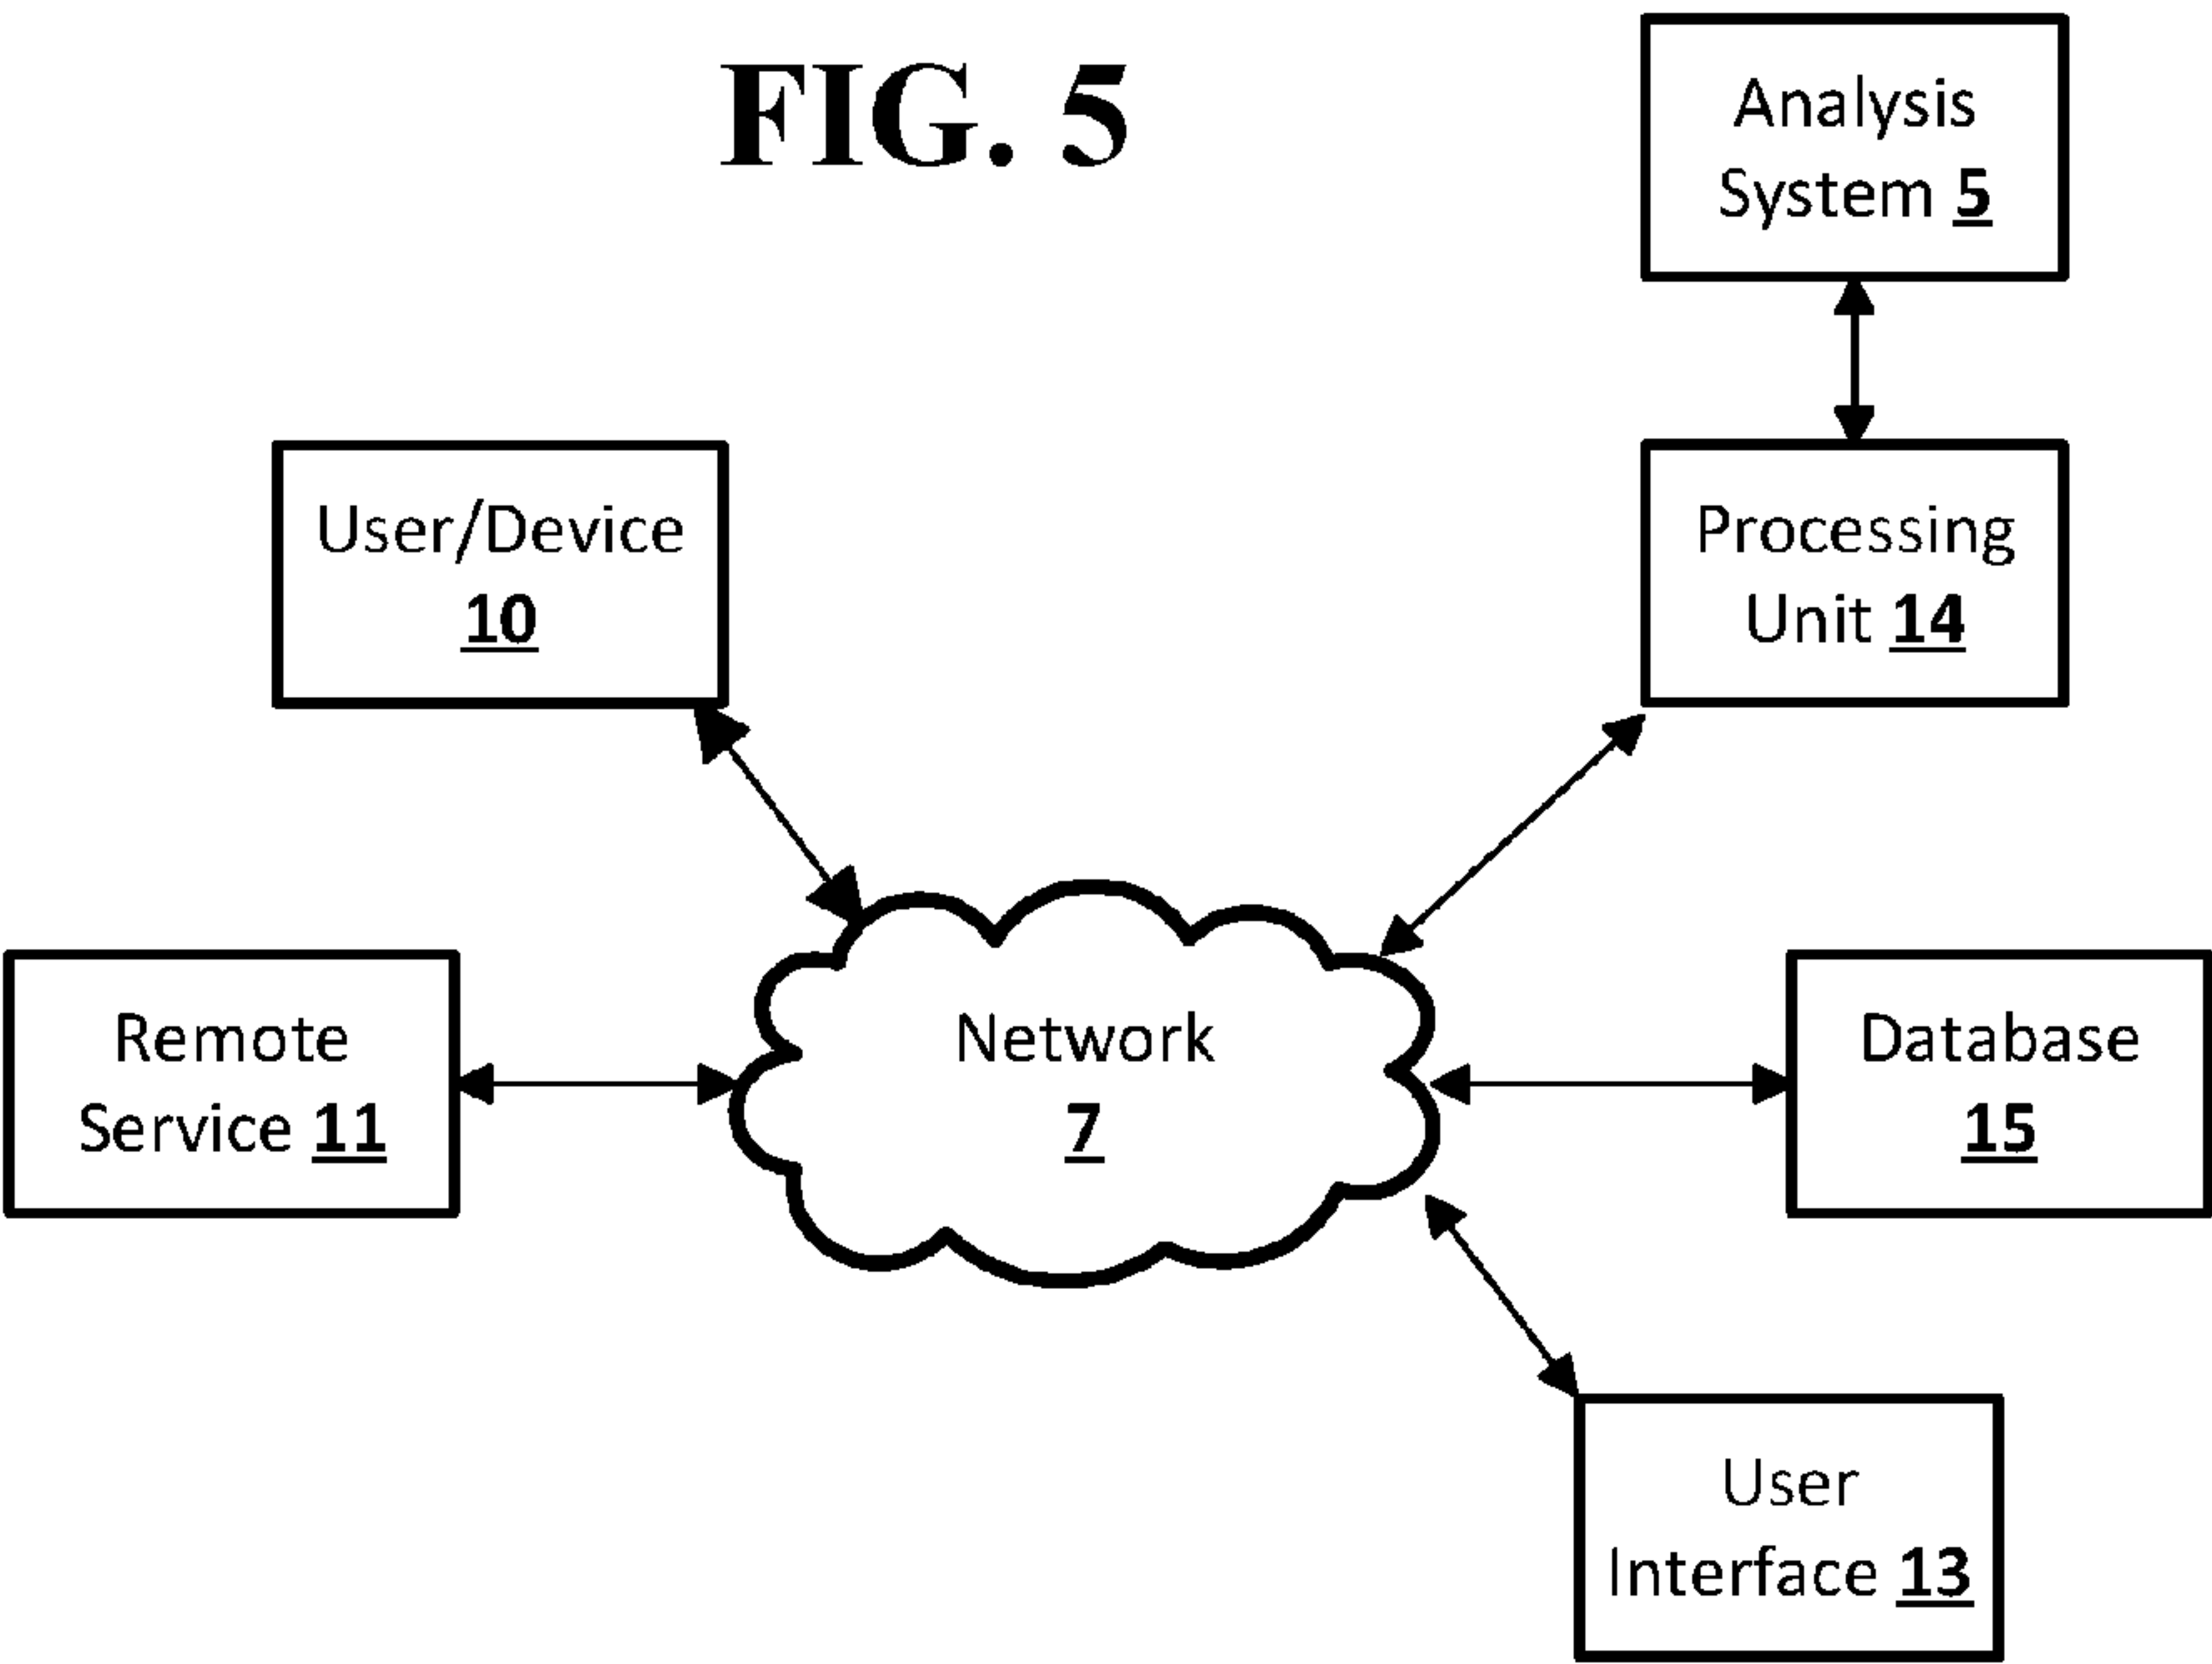 FIG. 5
Analysis
System 5
User/Device
10
Processing
Unit 14
Remote
Service 11
Network
7
Database
15
User
Interface 13